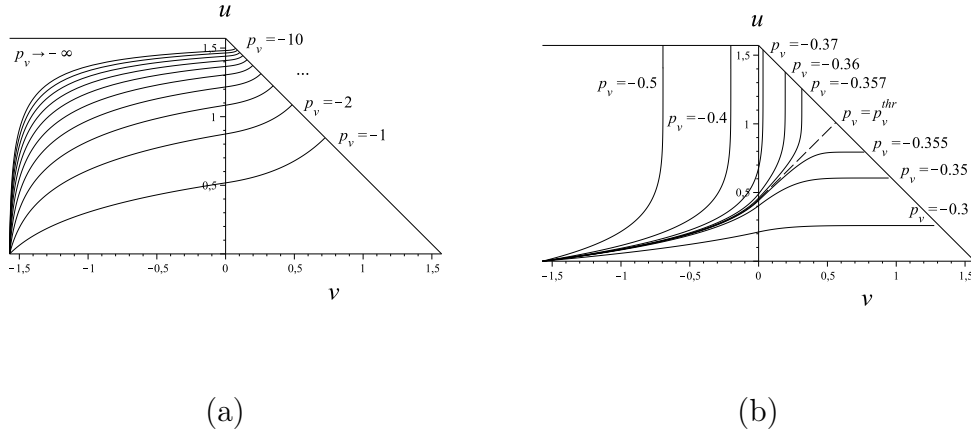 u
p_v → - ∞
p_v = -10
...
p_v = -2
p_v = -1
1,5
1
0,5
-1,5
-1
-0,5
0
0,5
1
1,5
v
(a)
u
p_v = -0.37
p_v = -0.36
p_v = -0.357
p_v = p_v^thr
p_v = -0.355
p_v = -0.35
p_v = -0.3
p_v = -0.5
p_v = -0.4
1,5
1
0,5
-1,5
-1
-0,5
0
0,5
1
1,5
v
(b)